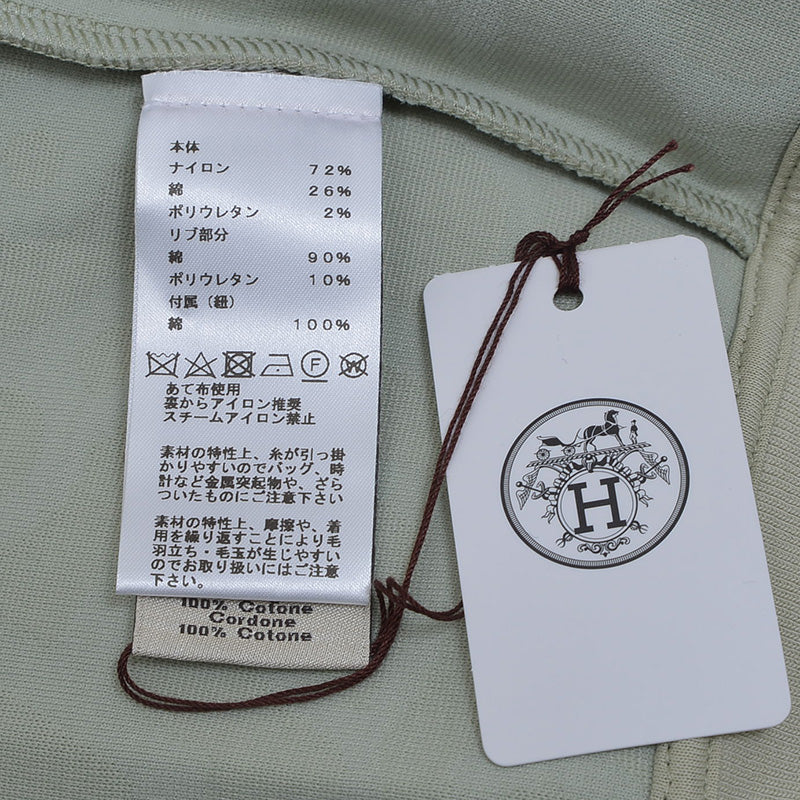 本体
ナイロン 72%
綿 26%
ポリウレタン 2%
リブ部分
綿 90%
ポリウレタン 10%
付属（紐）
綿 100%
F W
あて布使用
裏からアイロン推奨
スチームアイロン禁止
素材の特性上、糸が引っ掛
かりやすいのでバッグ、時
計など金属突起物や、ざら
ついたものにご注意下さい
素材の特性上、摩擦や、着
用を繰り返すことにより毛
羽立ち・毛玉が生じやすい
のでお取り扱いにはご注意
下さい。
100% Cotone
Cordone
100% Cotone
H